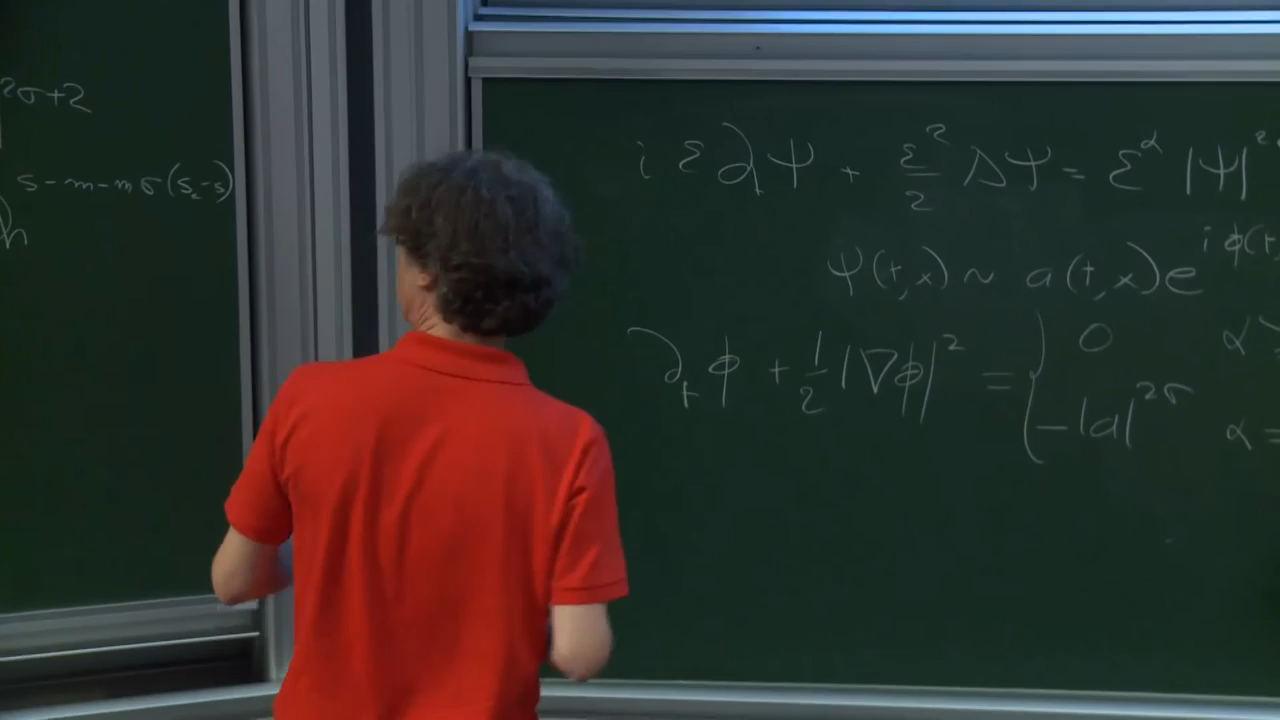 2σ+2
s-m-mσ(s_c-s)
h
iε∂_tΨ + ε²/2 ΔΨ = ε^α |Ψ|²
Ψ(t,x) ~ a(t,x)e^{iϕ(t,
∂_tϕ + 1/2 |∇ϕ|² = { 0 α >
-|a|^{2σ} α =